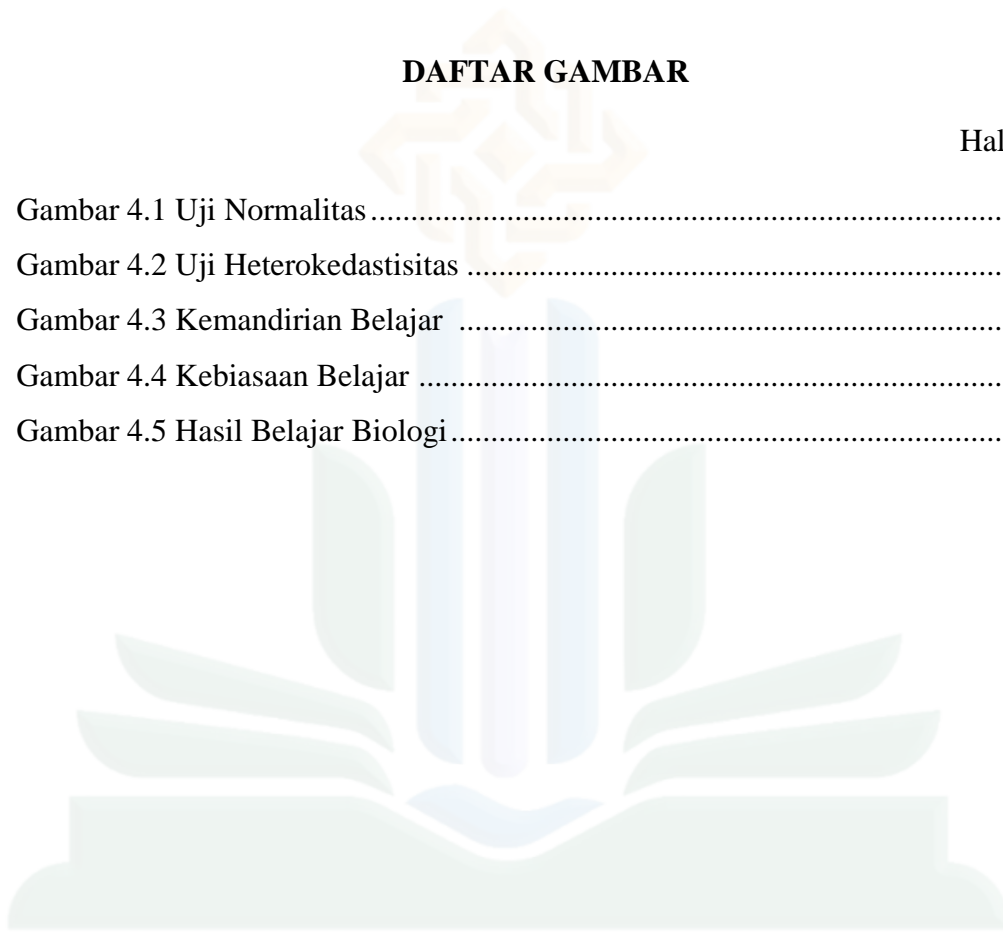 DAFTAR GAMBAR
Hal
Gambar 4.1 Uji Normalitas................................................................................
Gambar 4.2 Uji Heterokedastisitas ....................................................................
Gambar 4.3 Kemandirian Belajar .....................................................................
Gambar 4.4 Kebiasaan Belajar ..........................................................................
Gambar 4.5 Hasil Belajar Biologi......................................................................